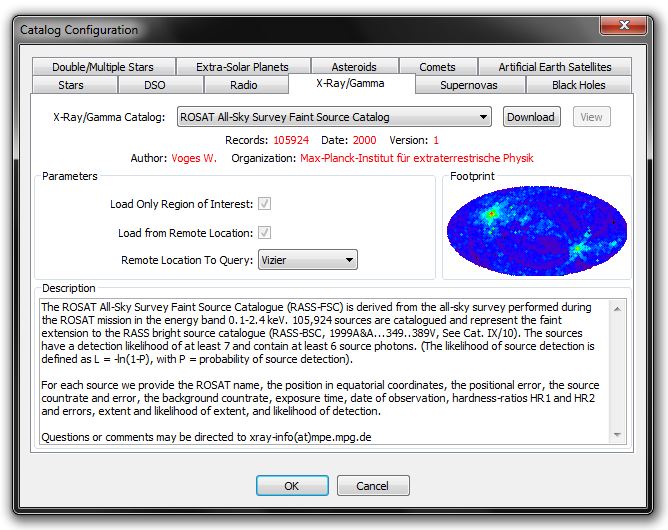 Catalog Configuration
Double/Multiple Stars Extra-Solar Planets Asteroids Comets Artificial Earth Satellites
Stars DSO Radio X-Ray/Gamma Supernovas Black Holes
X-Ray/Gamma Catalog: ROSAT All-Sky Survey Faint Source Catalog Download View
Records: 105924 Date: 2000 Version: 1
Author: Voges W. Organization: Max-Planck-Institut für extraterrestrische Physik
Parameters Footprint
Load Only Region of Interest:
Load from Remote Location:
Remote Location To Query: Vizier
Description
The ROSAT All-Sky Survey Faint Source Catalogue (RASS-FSC) is derived from the all-sky survey performed during
the ROSAT mission in the energy band 0.1-2.4 keV. 105,924 sources are catalogued and represent the faint
extension to the RASS bright source catalogue (RASS-BSC, 1999A&A...349..389V, See Cat. IX/10). The sources
have a detection likelihood of at least 7 and contain at least 6 source photons. (The likelihood of source detection is
defined as L = -ln(1-P), with P = probability of source detection).
For each source we provide the ROSAT name, the position in equatorial coordinates, the positional error, the source
countrate and error, the background countrate, exposure time, date of observation, hardness-ratios HR1 and HR2
and errors, extent and likelihood of extent, and likelihood of detection.
Questions or comments may be directed to xray-info(at)mpe.mpg.de
OK Cancel